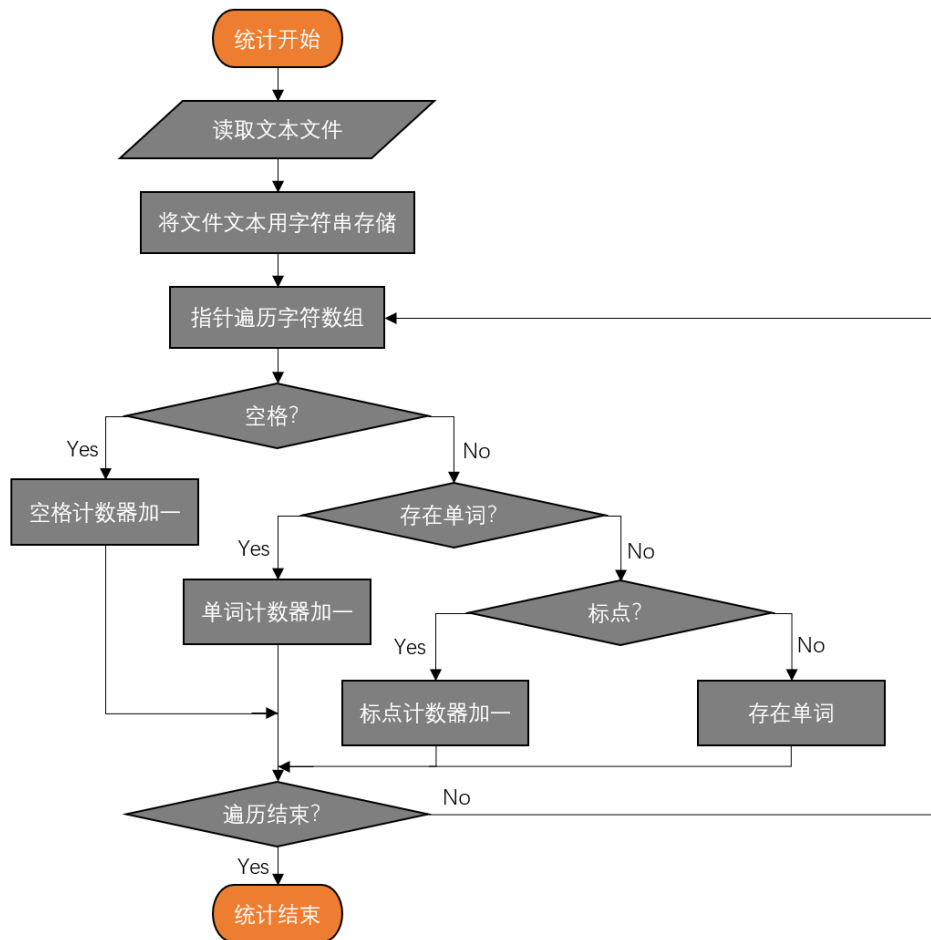 统计开始
读取文本文件
将文件文本用字符串存储
指针遍历字符数组
空格?
Yes
No
空格计数器加一
存在单词?
Yes
No
单词计数器加一
标点?
Yes
No
标点计数器加一
存在单词
遍历结束?
No
Yes
统计结束